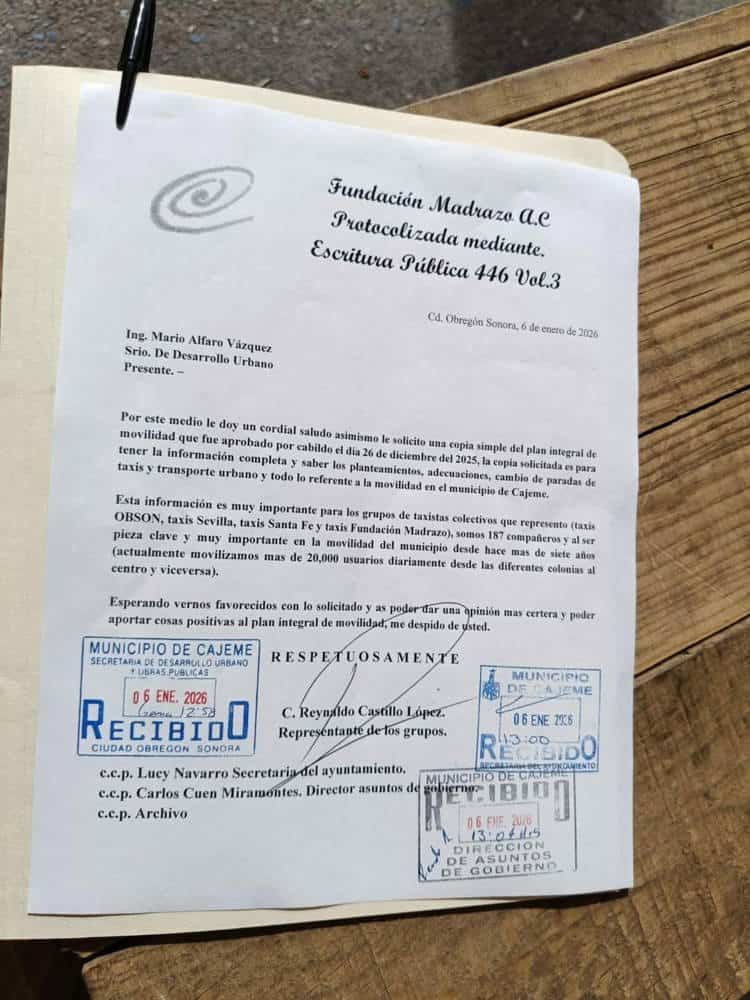 Fundación Madrazo A.C
Protocolizada mediante.
Escritura Pública 446 Vol.3
Cd. Obregón Sonora, 6 de enero de 2026
Ing. Mario Alfaro Vázquez
Srio. De Desarrollo Urbano
Presente. –
Por este medio le doy un cordial saludo asimismo le solicito una copia simple del plan integral de
movilidad que fue aprobado por cabildo el día 26 de diciembre del 2025, la copia solicitada es para
tener la información completa y saber los planteamientos, adecuaciones, cambio de paradas de
taxis y transporte urbano y todo lo referente a la movilidad en el municipio de Cajeme.
Esta información es muy importante para los grupos de taxistas colectivos que represento (taxis
OBSON, taxis Sevilla, taxis Santa Fe y taxis Fundación Madrazo), somos 187 compañeros y al ser
pieza clave y muy importante en la movilidad del municipio desde hace mas de siete años
(actualmente movilizamos mas de 20,000 usuarios diariamente desde las diferentes colonias al
centro y viceversa).
Esperando vernos favorecidos con lo solicitado y as poder dar una opinión mas certera y poder
aportar cosas positivas al plan integral de movilidad, me despido de usted.
RESPETUOSAMENTE
MUNICIPIO DE CAJEME
SECRETARIA DE DESARROLLO URBANO
Y OBRAS PUBLICAS
06 ENE. 2026
12:58
RECIBIDO
CIUDAD OBREGON SONORA
C. Reynaldo Castillo López.
Representante de los grupos.
MUNICIPIO
DE CAJEME
06 ENE 2026
13:00
RECIBIDO
SECRETARIA DEL AYUNTAMIENTO
c.c.p. Lucy Navarro Secretaria del ayuntamiento.
c.c.p. Carlos Cuen Miramontes. Director asuntos de gobierno.
c.c.p. Archivo
MUNICIPIO DE CAJEME
RECIBIDO
06 ENE. 2026
DIRECCION
DE ASUNTOS
DE GOBIERNO